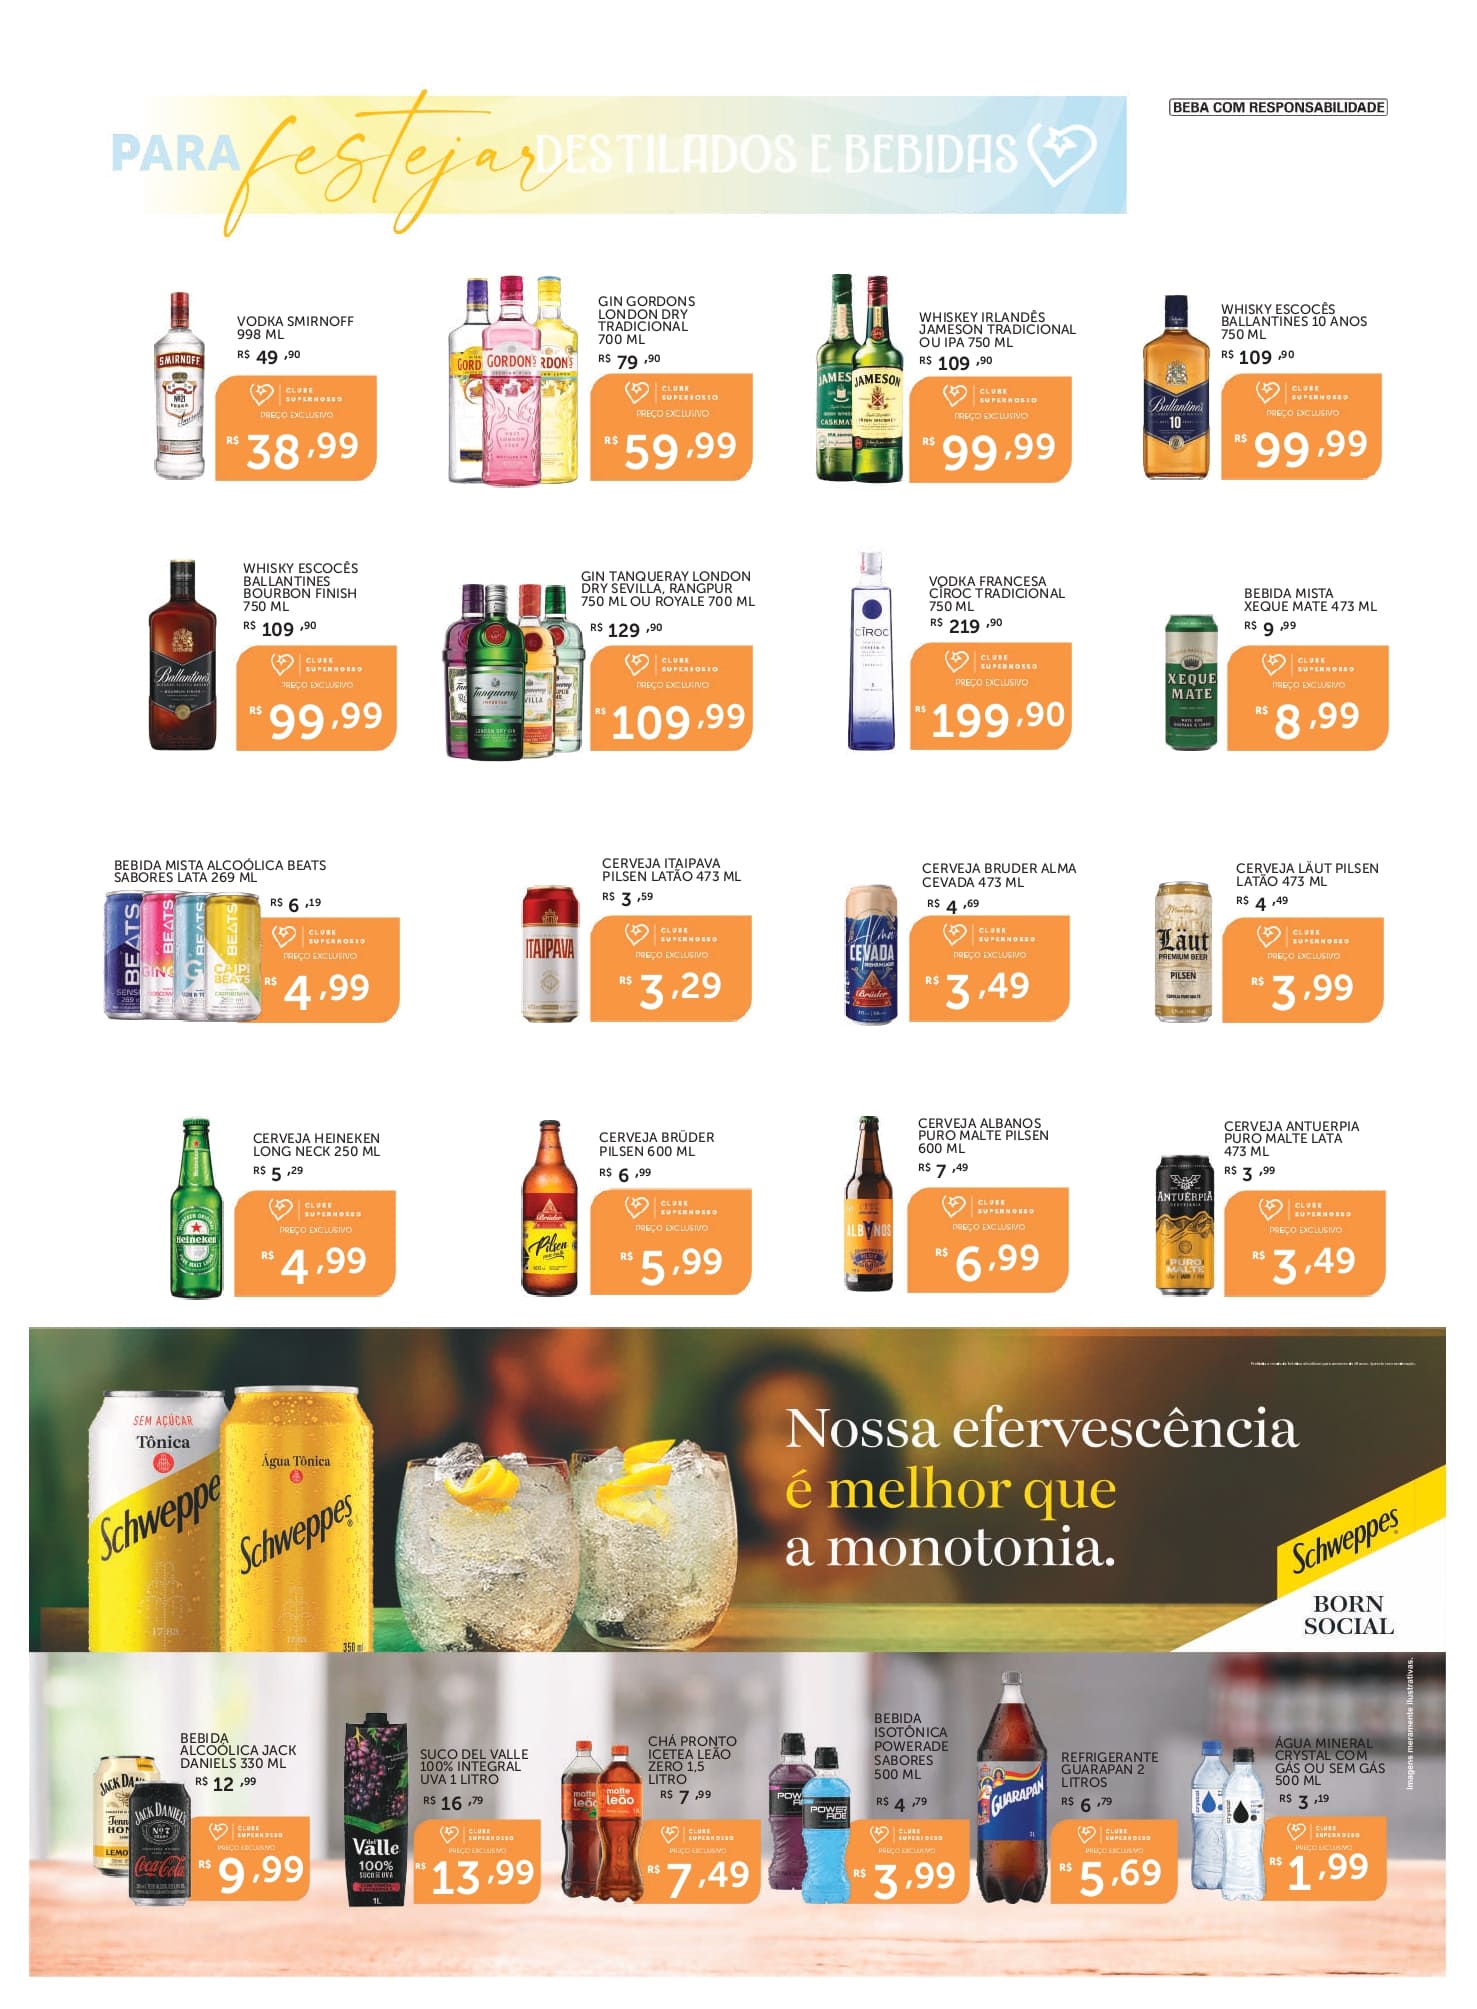 PARA festejar DESTILADOS E BEBIDAS
BEBA COM RESPONSABILIDADE
VODKA SMIRNOFF
998 ML
R$ 49 ,90
CLUBE
SUPERNOSSO
PREÇO EXCLUSIVO
R$ 38 ,99
GIN GORDONS
LONDON DRY
TRADICIONAL
700 ML
R$ 79 ,90
CLUBE
SUPERNOSSO
PREÇO EXCLUSIVO
R$ 59 ,99
WHISKEY IRLANDÊS
JAMESON TRADICIONAL
OU IPA 750 ML
R$ 109 ,90
CLUBE
SUPERNOSSO
PREÇO EXCLUSIVO
R$ 99 ,99
WHISKY ESCOCÊS
BALLANTINES 10 ANOS
750 ML
R$ 109 ,90
CLUBE
SUPERNOSSO
PREÇO EXCLUSIVO
R$ 99 ,99
WHISKY ESCOCÊS
BALLANTINES
BOURBON FINISH
750 ML
R$ 109 ,90
CLUBE
SUPERNOSSO
PREÇO EXCLUSIVO
R$ 99 ,99
GIN TANQUERAY LONDON
DRY SEVILLA, RANGPUR
750 ML OU ROYALE 700 ML
R$ 129 ,90
CLUBE
SUPERNOSSO
PREÇO EXCLUSIVO
R$ 109 ,99
VODKA FRANCESA
CÎROC TRADICIONAL
750 ML
R$ 219 ,90
CLUBE
SUPERNOSSO
PREÇO EXCLUSIVO
R$ 199 ,90
BEBIDA MISTA
XEQUE MATE 473 ML
R$ 9 ,99
CLUBE
SUPERNOSSO
PREÇO EXCLUSIVO
R$ 8 ,99
BEBIDA MISTA ALCOÓLICA BEATS
SABORES LATA 269 ML
R$ 6 ,19
CLUBE
SUPERNOSSO
PREÇO EXCLUSIVO
R$ 4 ,99
CERVEJA ITAIPAVA
PILSEN LATÃO 473 ML
R$ 3 ,59
CLUBE
SUPERNOSSO
PREÇO EXCLUSIVO
R$ 3 ,29
CERVEJA BRUDER ALMA
CEVADA 473 ML
R$ 4 ,69
CLUBE
SUPERNOSSO
PREÇO EXCLUSIVO
R$ 3 ,49
CERVEJA LÄUT PILSEN
LATÃO 473 ML
R$ 4 ,49
CLUBE
SUPERNOSSO
PREÇO EXCLUSIVO
R$ 3 ,99
CERVEJA HEINEKEN
LONG NECK 250 ML
R$ 5 ,29
CLUBE
SUPERNOSSO
PREÇO EXCLUSIVO
R$ 4 ,99
CERVEJA BRÜDER
PILSEN 600 ML
R$ 6 ,99
CLUBE
SUPERNOSSO
PREÇO EXCLUSIVO
R$ 5 ,99
CERVEJA ALBANOS
PURO MALTE PILSEN
600 ML
R$ 7 ,49
CLUBE
SUPERNOSSO
PREÇO EXCLUSIVO
R$ 6 ,99
CERVEJA ANTUERPIA
PURO MALTE LATA
473 ML
R$ 3 ,99
CLUBE
SUPERNOSSO
PREÇO EXCLUSIVO
R$ 3 ,49
SEM AÇÚCAR
Tônica
Schweppes
1783
Água Tônica
Schweppes
1783
350 ml
Nossa efervescência
é melhor que
a monotonia.
Schweppes
BORN
SOCIAL
Imagens meramente ilustrativas.
BEBIDA
ALCOÓLICA JACK
DANIELS 330 ML
R$ 12 ,99
CLUBE
SUPERNOSSO
PREÇO EXCLUSIVO
R$ 9 ,99
SUCO DEL VALLE
100% INTEGRAL
UVA 1 LITRO
R$ 16 ,79
CLUBE
SUPERNOSSO
PREÇO EXCLUSIVO
R$ 13 ,99
CHÁ PRONTO
ICETEA LEÃO
ZERO 1,5
LITRO
R$ 7 ,99
CLUBE
SUPERNOSSO
PREÇO EXCLUSIVO
R$ 7 ,49
BEBIDA
ISOTÔNICA
POWERADE
SABORES
500 ML
R$ 4 ,79
CLUBE
SUPERNOSSO
PREÇO EXCLUSIVO
R$ 3 ,99
REFRIGERANTE
GUARAPAN 2
LITROS
R$ 6 ,79
CLUBE
SUPERNOSSO
PREÇO EXCLUSIVO
R$ 5 ,69
ÁGUA MINERAL
CRYSTAL COM
GÁS OU SEM GÁS
500 ML
R$ 3 ,19
CLUBE
SUPERNOSSO
PREÇO EXCLUSIVO
R$ 1 ,99